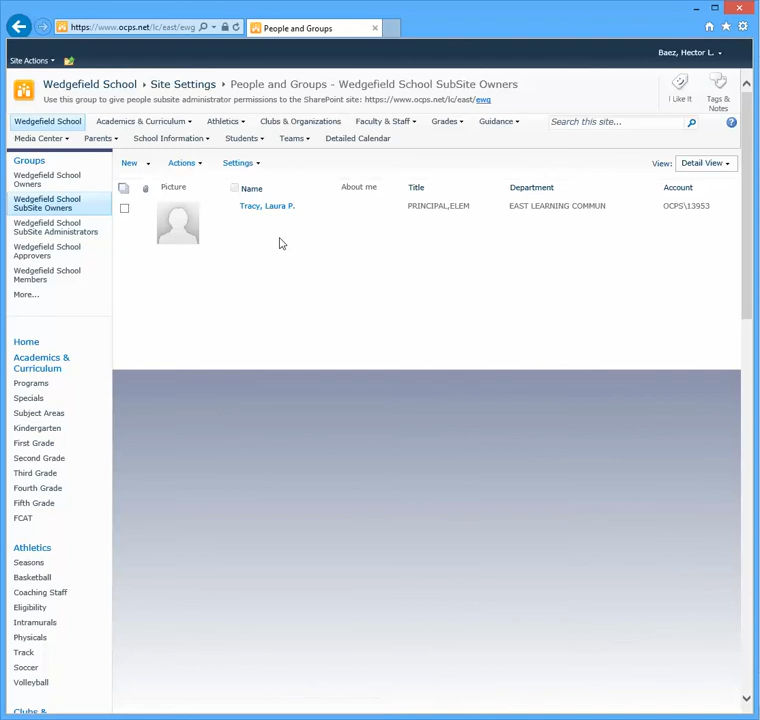 https://www.ocps.net/lc/east/ewg
People and Groups
Baez, Hector L.
Site Actions
Wedgefield School
Site Settings
People and Groups - Wedgefield School SubSite Owners
Use this group to give people subsite administrator permissions to the SharePoint site: https://www.ocps.net/lc/east/ewg
I Like It
Tags & Notes
Wedgefield School
Academics & Curriculum
Athletics
Clubs & Organizations
Faculty & Staff
Grades
Guidance
Search this site...
Media Center
Parents
School Information
Students
Teams
Detailed Calendar
Groups
Wedgefield School
Owners
Wedgefield School
SubSite Owners
Wedgefield School
SubSite Administrators
Wedgefield School
Approvers
Wedgefield School
Members
More...
New
Actions
Settings
View:
Detail View
Picture
Name
About me
Title
Department
Account
Tracy, Laura P.
PRINCIPAL,ELEM
EAST LEARNING COMMUN
OCPS\13953
Home
Academics &
Curriculum
Programs
Specials
Subject Areas
Kindergarten
First Grade
Second Grade
Third Grade
Fourth Grade
Fifth Grade
FCAT
Athletics
Seasons
Basketball
Coaching Staff
Eligibility
Intramurals
Physicals
Track
Soccer
Volleyball
Clubs &